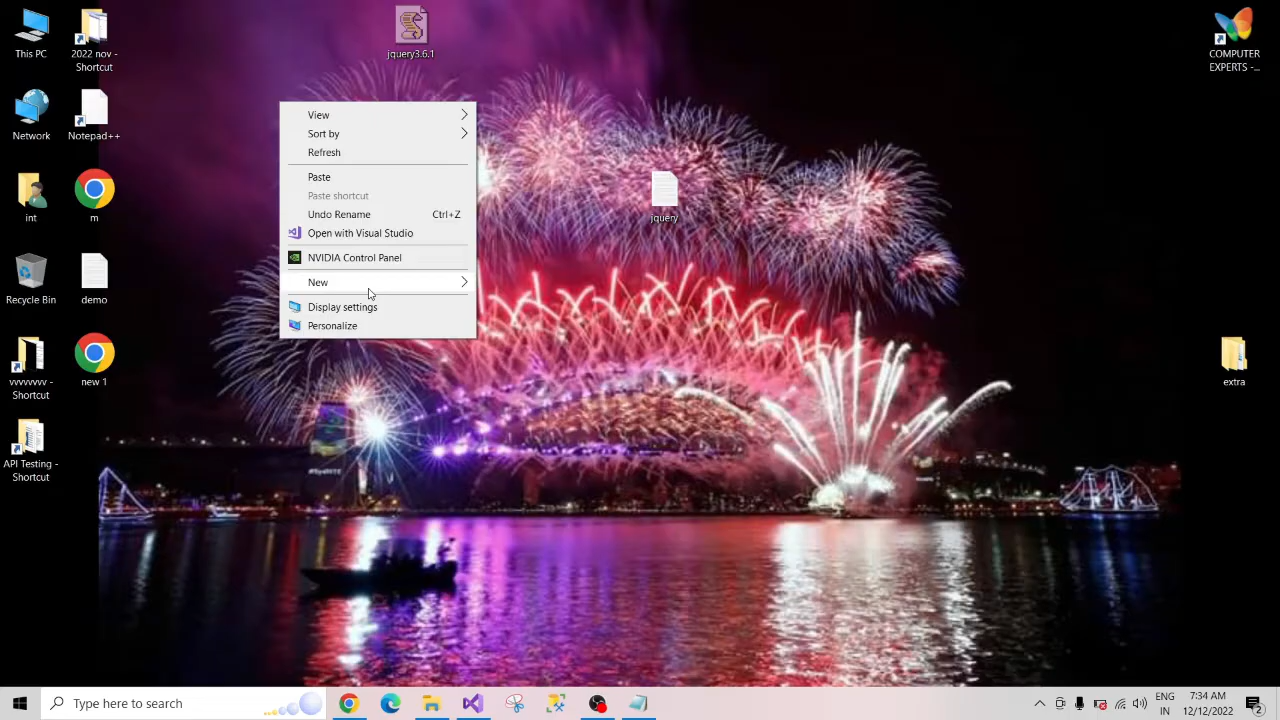 This PC
2022 nov -
Shortcut
jquery3.6.1
COMPUTER
EXPERTS -...
Network
Notepad++
View
Sort by
Refresh
Paste
Paste shortcut
Undo Rename Ctrl+Z
Open with Visual Studio
NVIDIA Control Panel
New
Display settings
Personalize
int
m
jquery
Recycle Bin
demo
vvvvvvv -
Shortcut
new 1
extra
API Testing -
Shortcut
Type here to search
ENG
IN
7:34 AM
12/12/2022
2